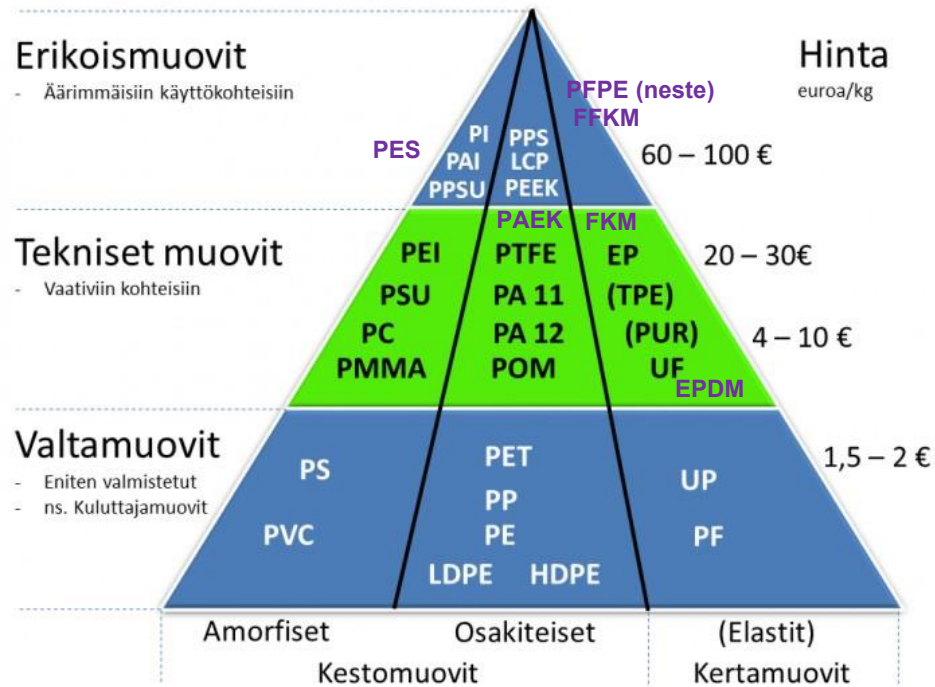 Erikoismuovit
- Äärimmäisiin käyttökohteisiin
Hinta
euroa/kg
PFPE (neste)
FFKM
PES
PI
PAI
PPSU
PPS
LCP
PEEK
60 – 100 €
Tekniset muovit
- Vaativiin kohteisiin
PEI
PSU
PC
PMMA
PAEK
PTFE
PA 11
PA 12
POM
FKM
EP
(TPE)
(PUR)
UF
EPDM
20 – 30€
4 – 10 €
Valtamuovit
- Eniten valmistetut
- ns. Kuluttajamuovit
PS
PVC
PET
PP
PE
LDPE HDPE
UP
PF
1,5 – 2 €
Amorfiset Osakiteiset (Elastit)
Kestomuovit Kertamuovit